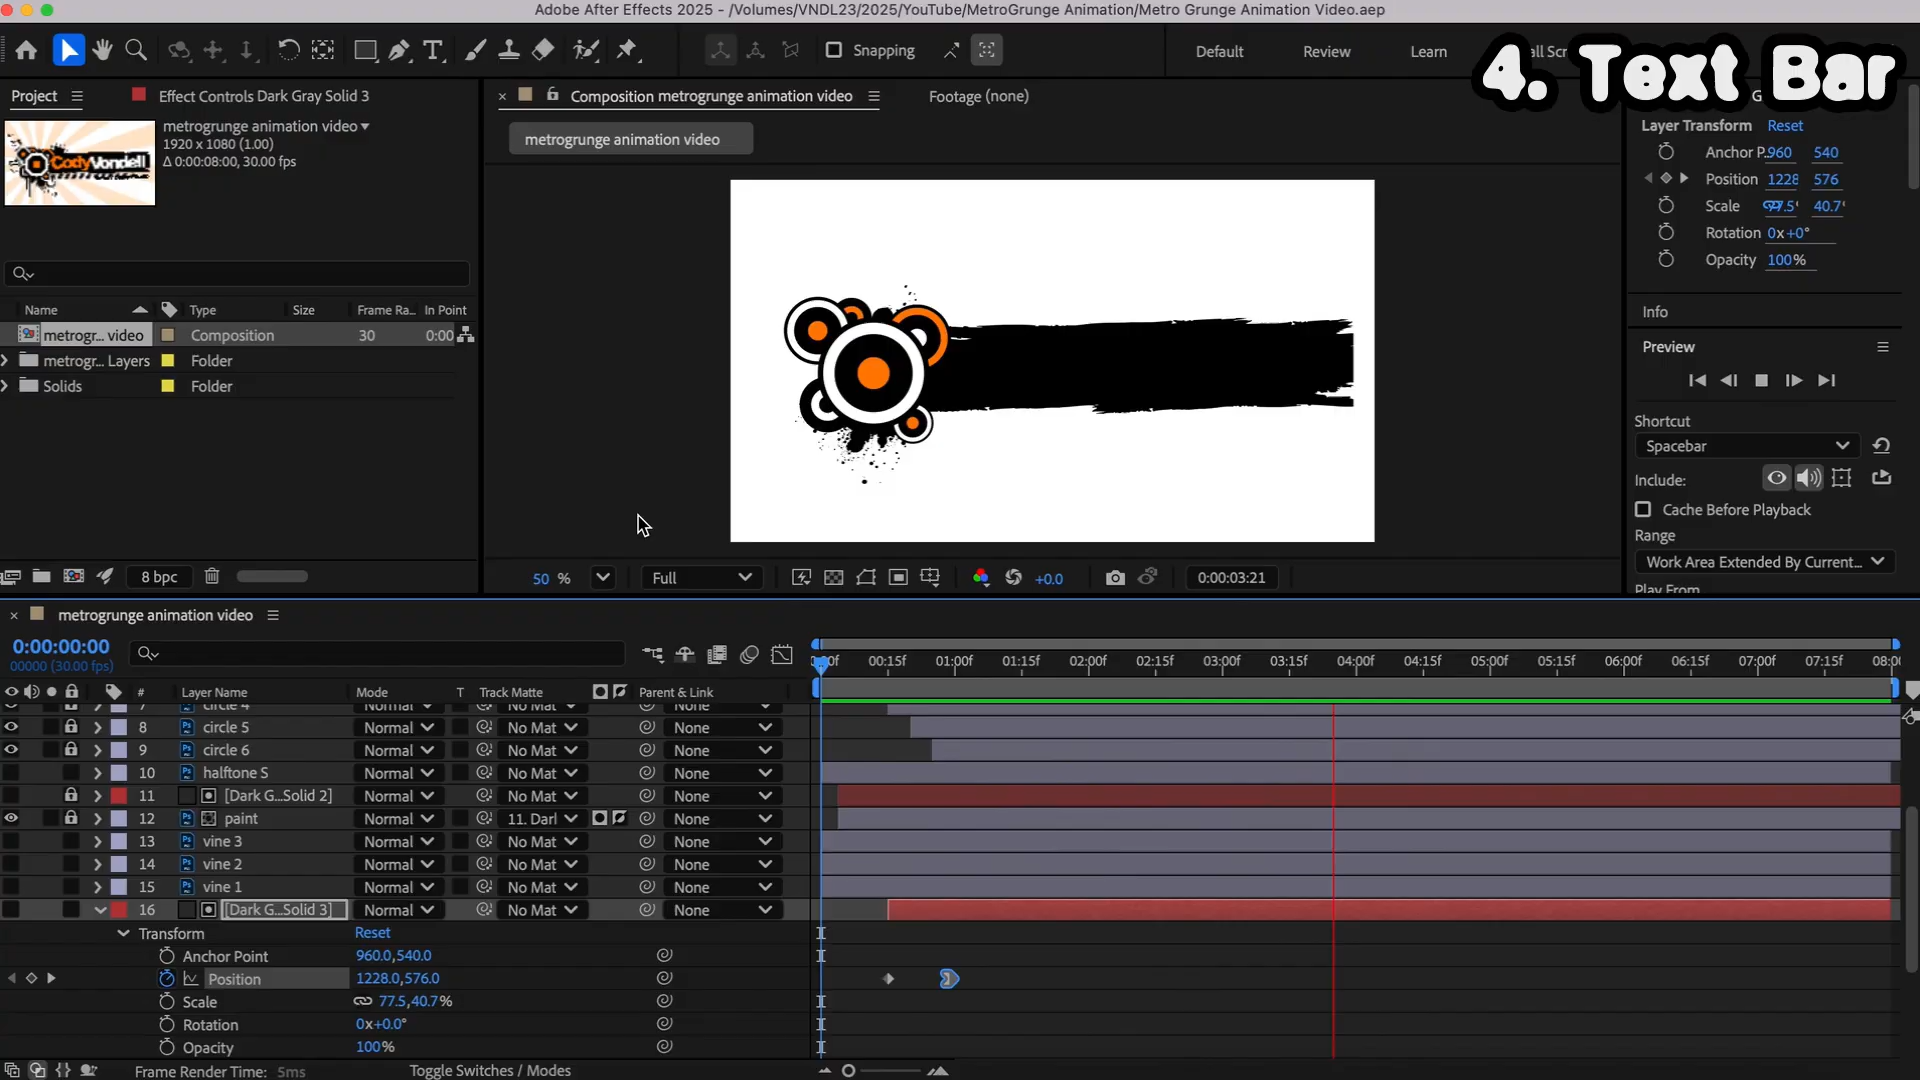 Adobe After Effects 2025 - /Volumes/VNDL23/2025/YouTube/MetroGrunge Animation/Metro Grunge Animation Video.aep
Snapping
Default
Review
Learn
4. Text Bar
Project
Effect Controls Dark Gray Solid 3
Composition metrogrunge animation video
Footage (none)
metrogrunge animation video
1920 x 1080 (1.00)
Δ 0:00:08:00, 30.00 fps
CodyVondell
metrogrunge animation video
Layer Transform Reset
Anchor P.. 960 540
Position 1228 576
Scale 77.5% 40.7%
Rotation 0x+0°
Opacity 100%
Info
Name Type Size Frame Ra... In Point
metrogr... video Composition 30 0:00
metrogr... Layers Folder
Solids Folder
Preview
Shortcut
Spacebar
Include:
Cache Before Playback
Range
Work Area Extended By Current...
Play From
8 bpc
50 %
Full
+0.0
0:00:03:21
metrogrunge animation video
0:00:00:00
00000 (30.00 fps)
00:15f 01:00f 01:15f 02:00f 02:15f 03:00f 03:15f 04:00f 04:15f 05:00f 05:15f 06:00f 06:15f 07:00f 07:15f 08:0
# Layer Name Mode T Track Matte Parent & Link
7 circle 4 Normal No Mat None
8 circle 5 Normal No Mat None
9 circle 6 Normal No Mat None
10 halftone S Normal No Mat None
11 [Dark G...Solid 2] Normal No Mat None
12 paint Normal 11. Darl None
13 vine 3 Normal No Mat None
14 vine 2 Normal No Mat None
15 vine 1 Normal No Mat None
16 [Dark G...Solid 3] Normal No Mat None
Transform Reset
Anchor Point 960.0,540.0
Position 1228.0,576.0
Scale 77.5,40.7%
Rotation 0x+0.0°
Opacity 100%
Frame Render Time: 5ms
Toggle Switches / Modes